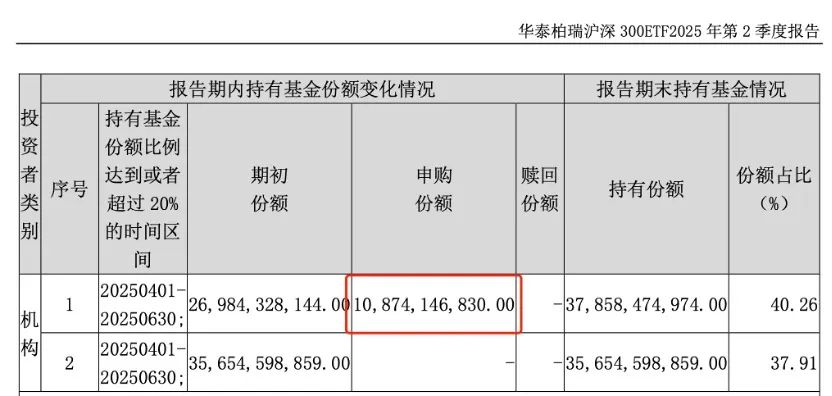 华泰柏瑞沪深 300ETF2025 年第 2 季度报告
投资者类别
报告期内持有基金份额变化情况
报告期末持有基金情况
序号
持有基金
份额比例
达到或者
超过 20%
的时间区
间
期初
份额
申购
份额
赎回
份额
持有份额
份额占比
（%）
机构
1
20250401-
20250630;
26,984,328,144.00
10,874,146,830.00
-
37,858,474,974.00
40.26
2
20250401-
20250630;
35,654,598,859.00
-
-
35,654,598,859.00
37.91